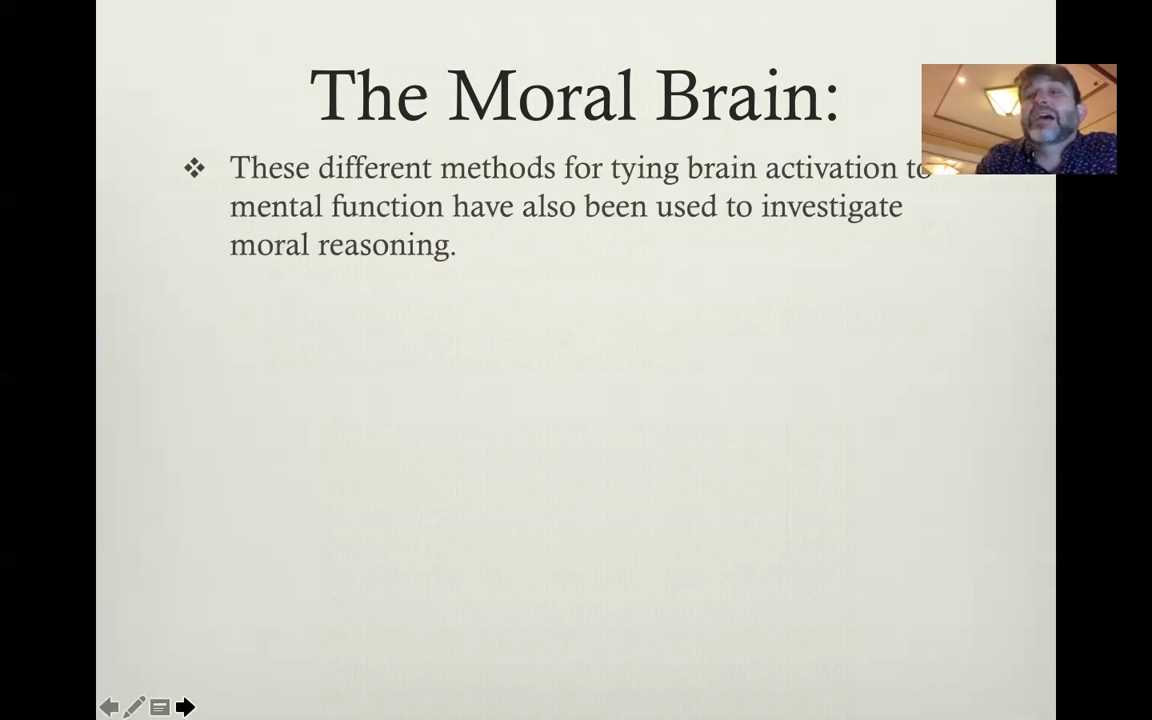 The Moral Brain:
❖ These different methods for tying brain activation to
mental function have also been used to investigate
moral reasoning.